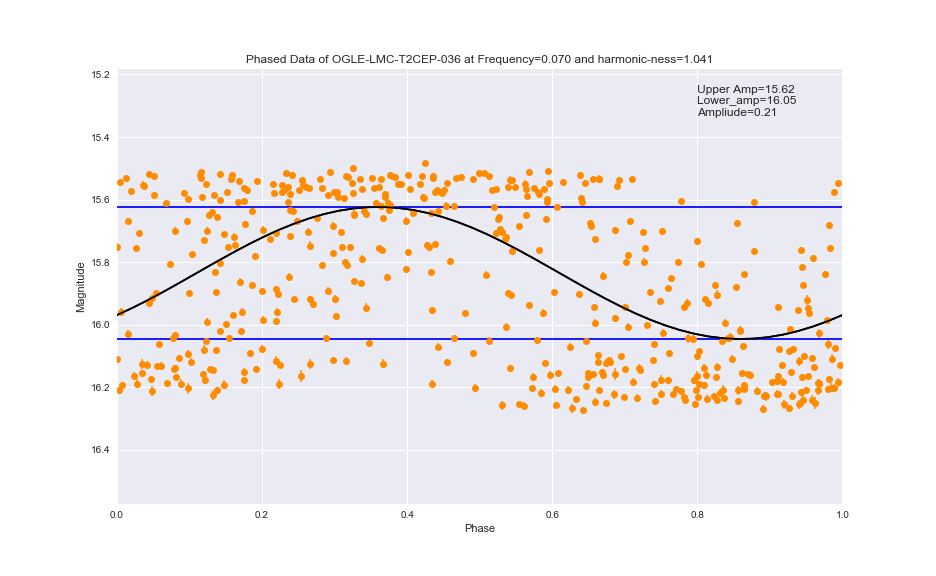 Phased Data of OGLE-LMC-T2CEP-036 at Frequency=0.070 and harmonic-ness=1.041
Upper Amp=15.62
Lower_amp=16.05
Ampliude=0.21
15.2
15.4
15.6
15.8
16.0
16.2
16.4
Magnitude
0.0 0.2 0.4 0.6 0.8 1.0
Phase